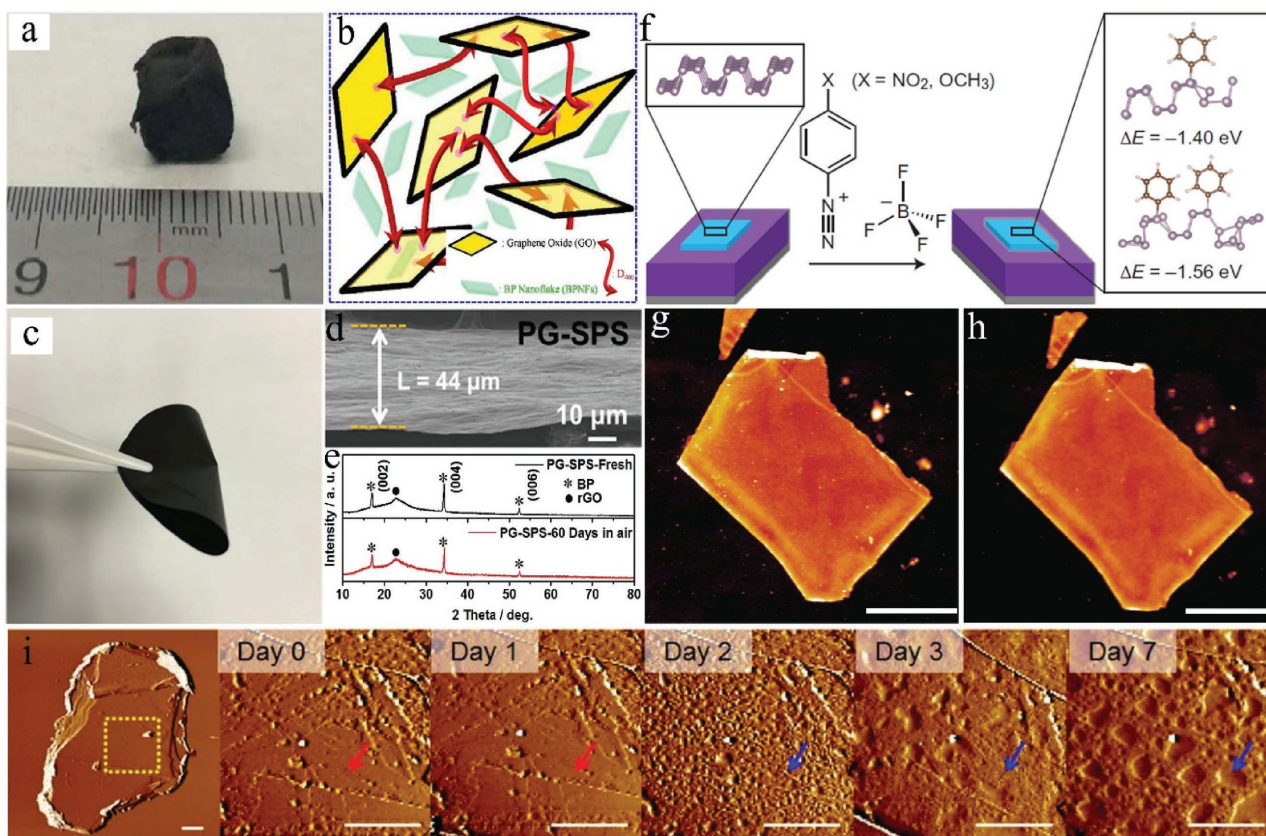 a
mm
9 10 1
b
: Graphene Oxide (GO)
: BP Nanoflake (BPNFs)
c
d
PG-SPS
L = 44 µm
10 µm
e
(002)
(004)
(006)
PG-SPS-Fresh
* BP
● rGO
PG-SPS-60 Days in air
Intensity / a. u.
10 20 30 40 50 60 70 80
2 Theta / deg.
f
X (X = NO₂, OCH₃)
N⁺
N
F
F B⁻ F
F
ΔE = –1.40 eV
ΔE = –1.56 eV
g
h
i
Day 0
Day 1
Day 2
Day 3
Day 7